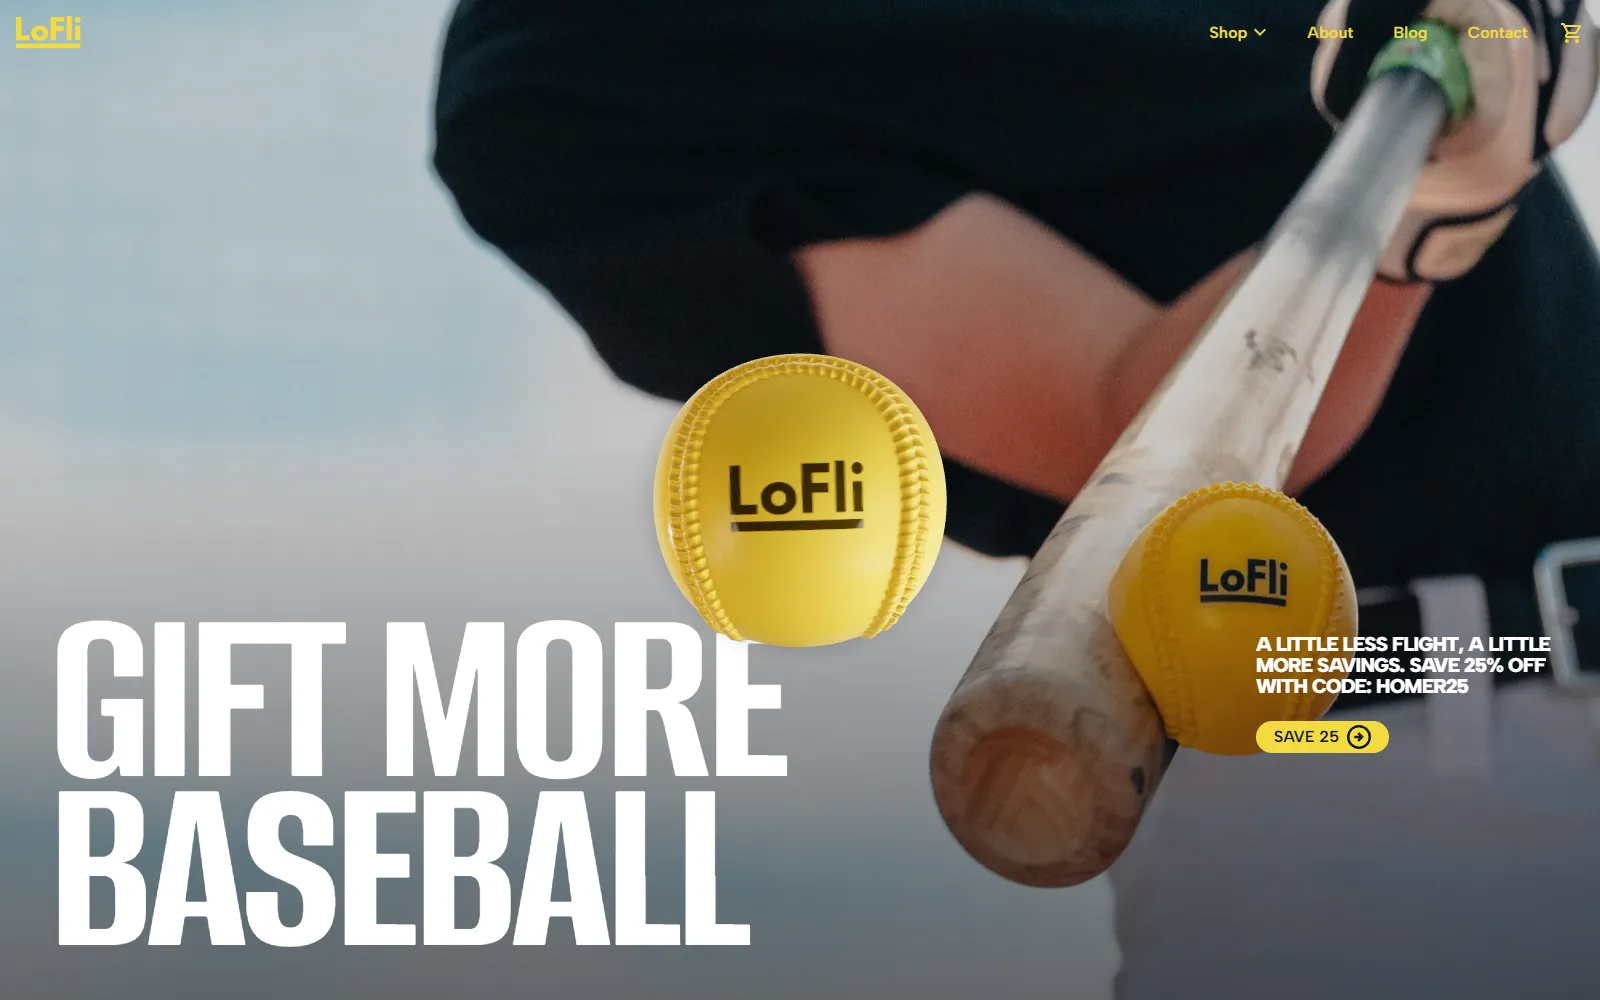 LoFli
Shop
About
Blog
Contact
LoFli
LoFli
GIFT MORE
BASEBALL
A LITTLE LESS FLIGHT, A LITTLE
MORE SAVINGS. SAVE 25% OFF
WITH CODE: HOMER25
SAVE 25